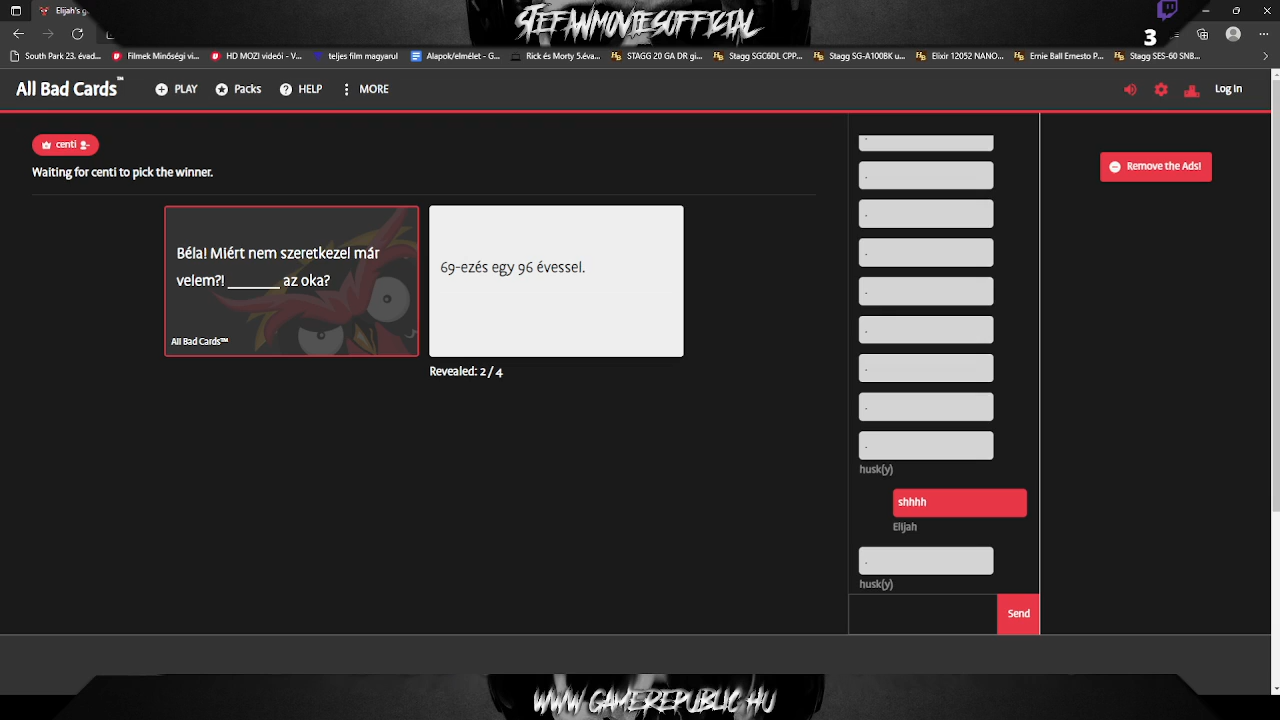 STEFANMOVIESOFFICIAL
Elijah's g
3
South Park 23. évad...
Filmek Minőségi vi...
HD MOZI videói - V...
teljes film magyarul
Alapok/elmélet - G...
Rick és Morty 5.éva...
STAGG 20 GA DR gi...
Stagg SGC6DL CPP...
Stagg SG-A100BK u...
Elixir 12052 NANO...
Ernie Ball Ernesto P...
Stagg SES-60 SNB...
All Bad Cards™
PLAY
Packs
HELP
MORE
Log In
centi
Waiting for centi to pick the winner.
Remove the Ads!
Béla! Miért nem szeretkezel már
velem?! ________ az oka?
All Bad Cards™
69-ezés egy 96 évessel.
Revealed: 2 / 4
.
.
.
.
.
.
.
.
.
husk(y)
shhhh
Elijah
.
husk(y)
Send
WWW GAMEREPUBLIC.HU